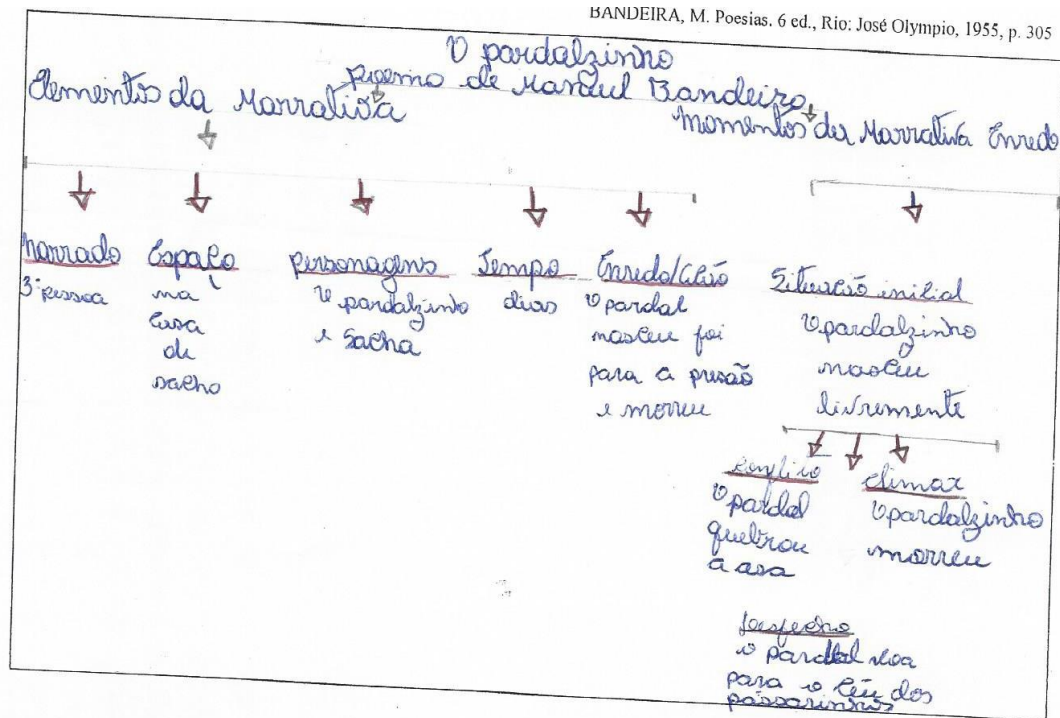 BANDEIRA, M. Poesias. 6 ed., Rio: José Olympio, 1955, p. 305
O pardalzinho
poema de Manuel Bandeira
Elementos da Narrativa
Momentos da Narrativa Enredo
Narrado
3ª pessoa
Espaço
na
casa
de
sacho
personagens
O pardalzinho
e Sacha
Tempo
dias
Enredo/Ação
O pardal
nasceu foi
para a prisão
e morreu
Situação inicial
O pardalzinho
nasceu
livremente
conflito
O pardal
quebrou
a asa
climax
O pardalzinho
morreu
Desfecho
o pardal voa
para o céu dos
passarinhos